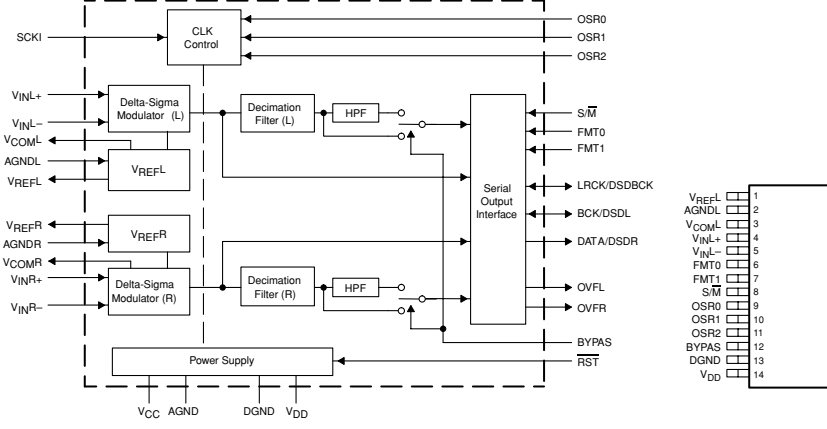 SCKI
CLK
Control
OSR0
OSR1
OSR2
VINL+
VINL–
VCOML
AGNDL
VREFL
Delta-Sigma
Modulator (L)
VREFL
Decimation
Filter (L)
HPF
Serial
Output
Interface
S/M̅
FMT0
FMT1
LRCK/DSDBCK
BCK/DSDL
DATA/DSDR
OVFL
OVFR
BYPAS
R̅S̅T̅
VREFR
AGNDR
VCOMR
VINR+
VINR–
VREFR
Delta-Sigma
Modulator (R)
Decimation
Filter (R)
HPF
Power Supply
VCC AGND DGND VDD
VREFL 1
AGNDL 2
VCOML 3
VINL+ 4
VINL– 5
FMT0 6
FMT1 7
S/M̅ 8
OSR0 9
OSR1 10
OSR2 11
BYPAS 12
DGND 13
VDD 14